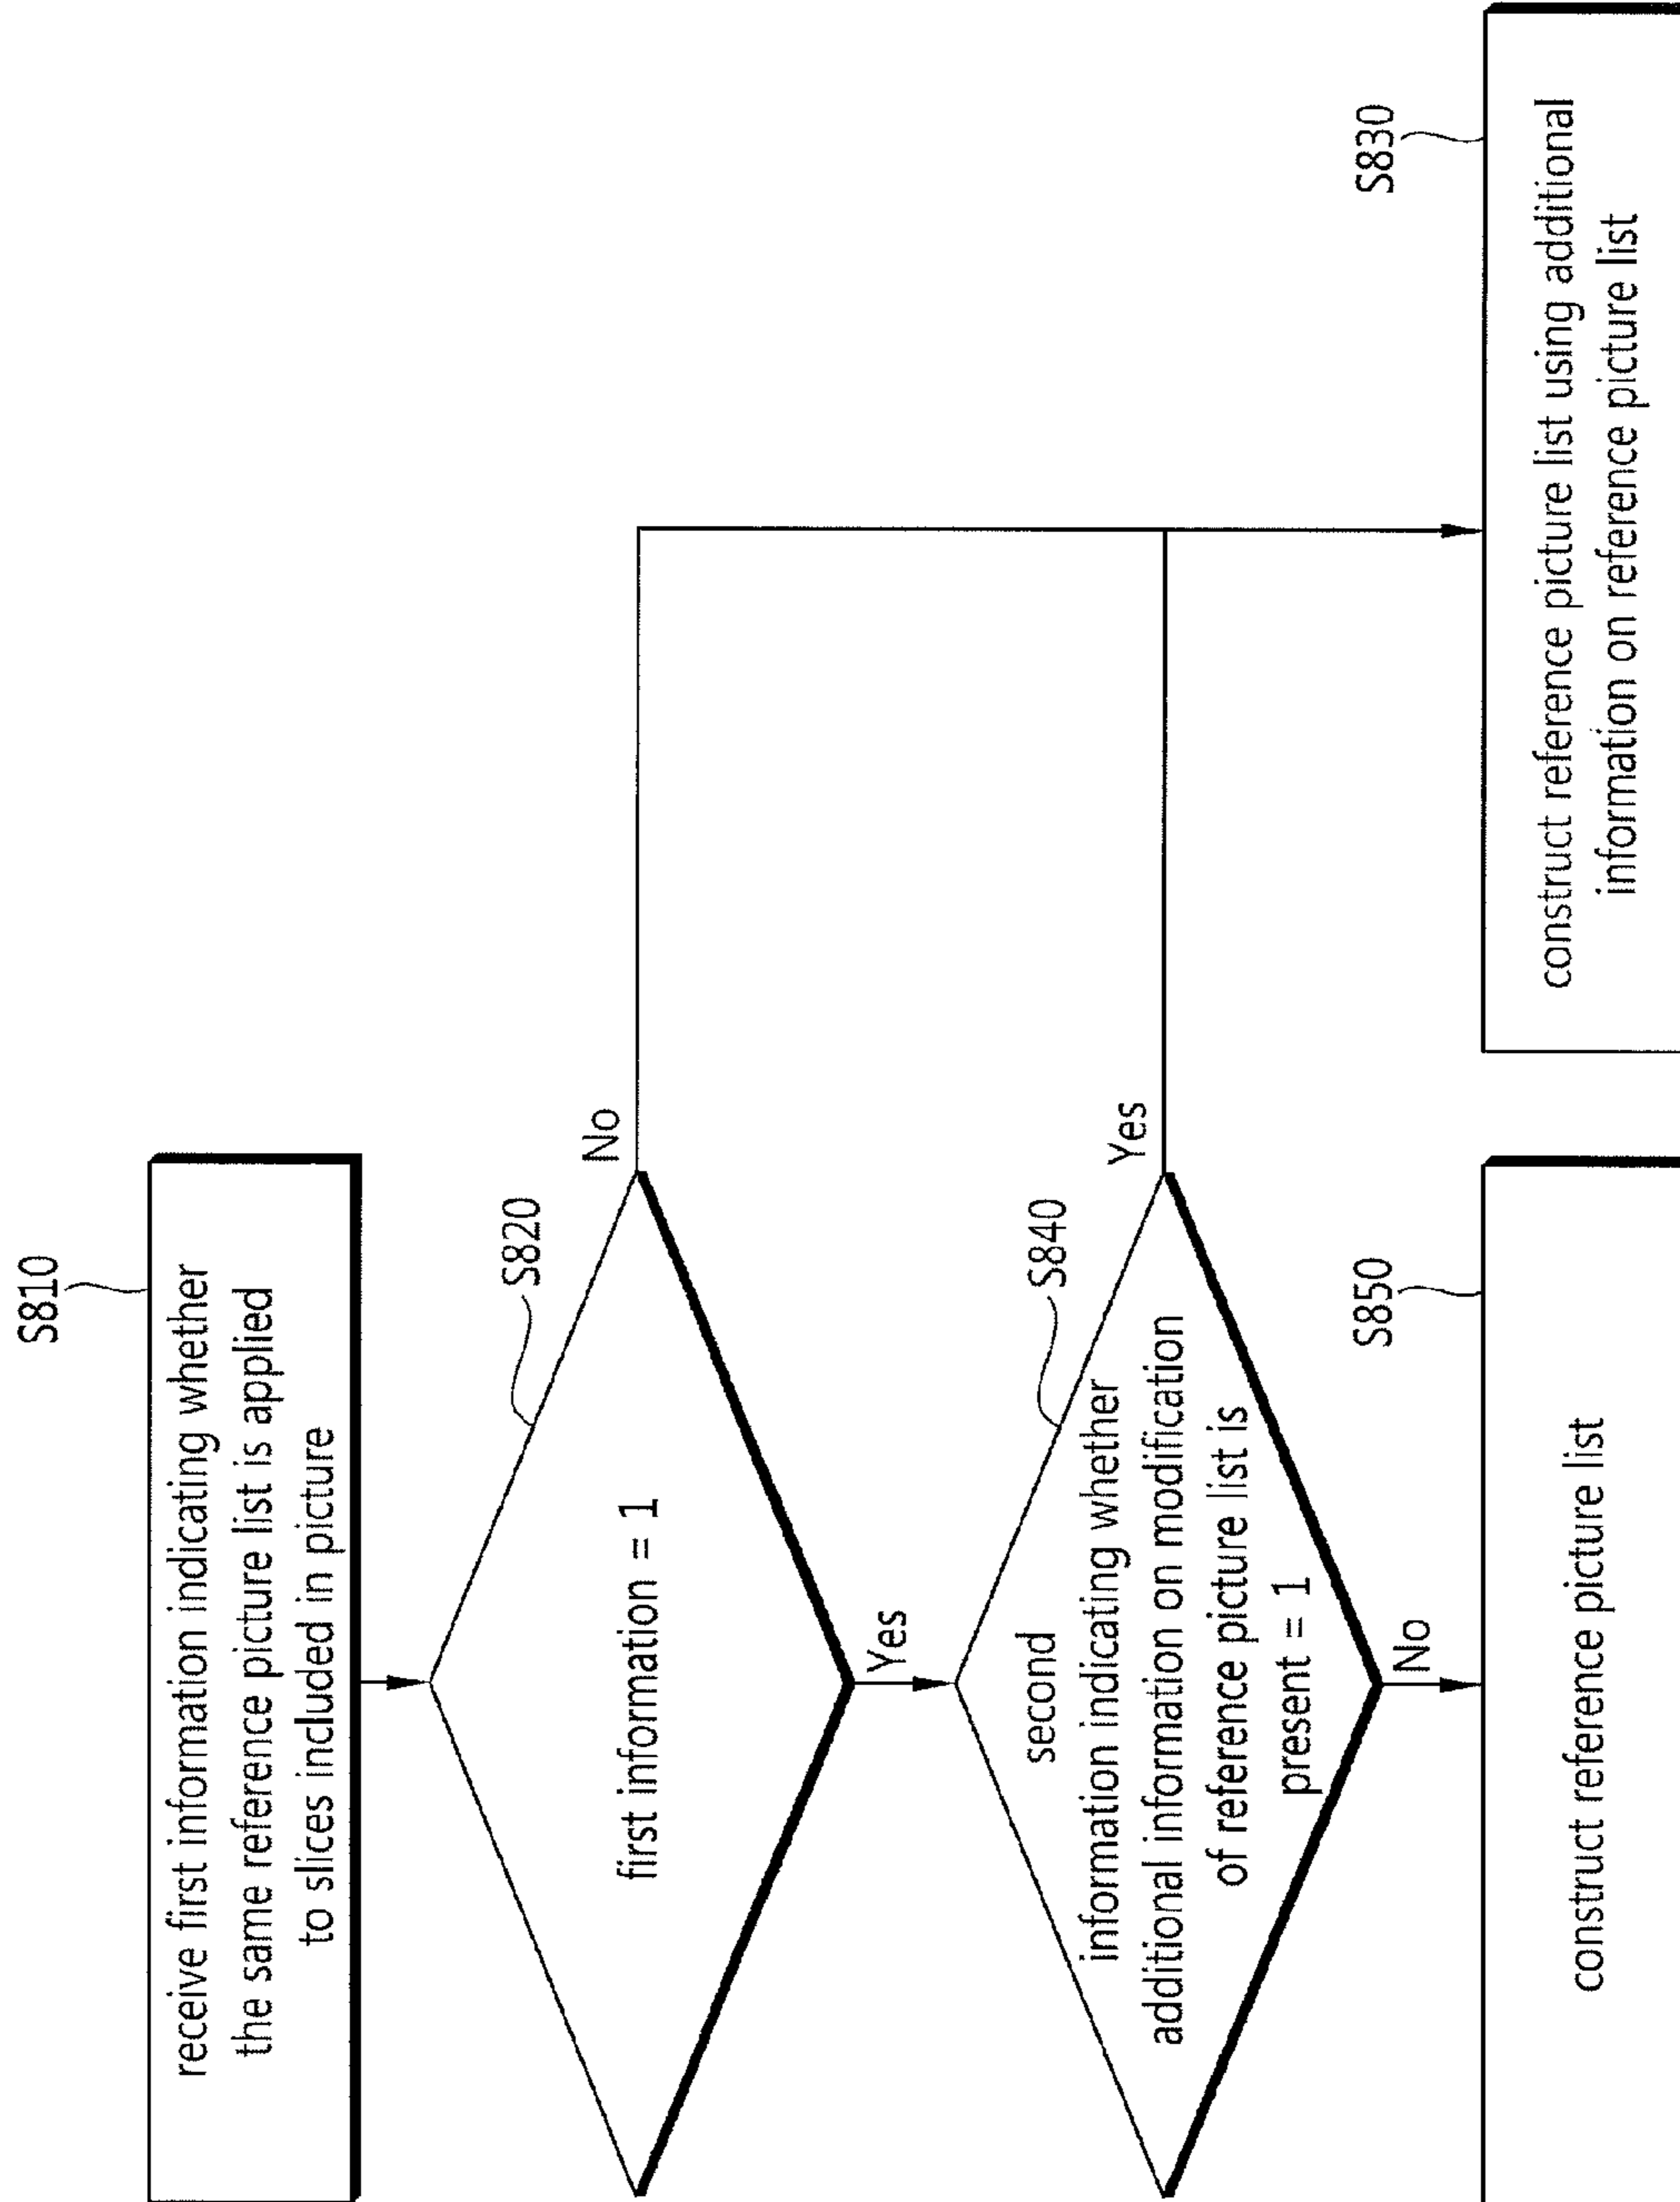 S810
receive first information indicating whether
the same reference picture list is applied
to slices included in picture
S820
first information = 1
No
Yes
S840
second
information indicating whether
additional information on modification
of reference picture list is
present = 1
Yes
No
S850
construct reference picture list
S830
construct reference picture list using additional
information on reference picture list